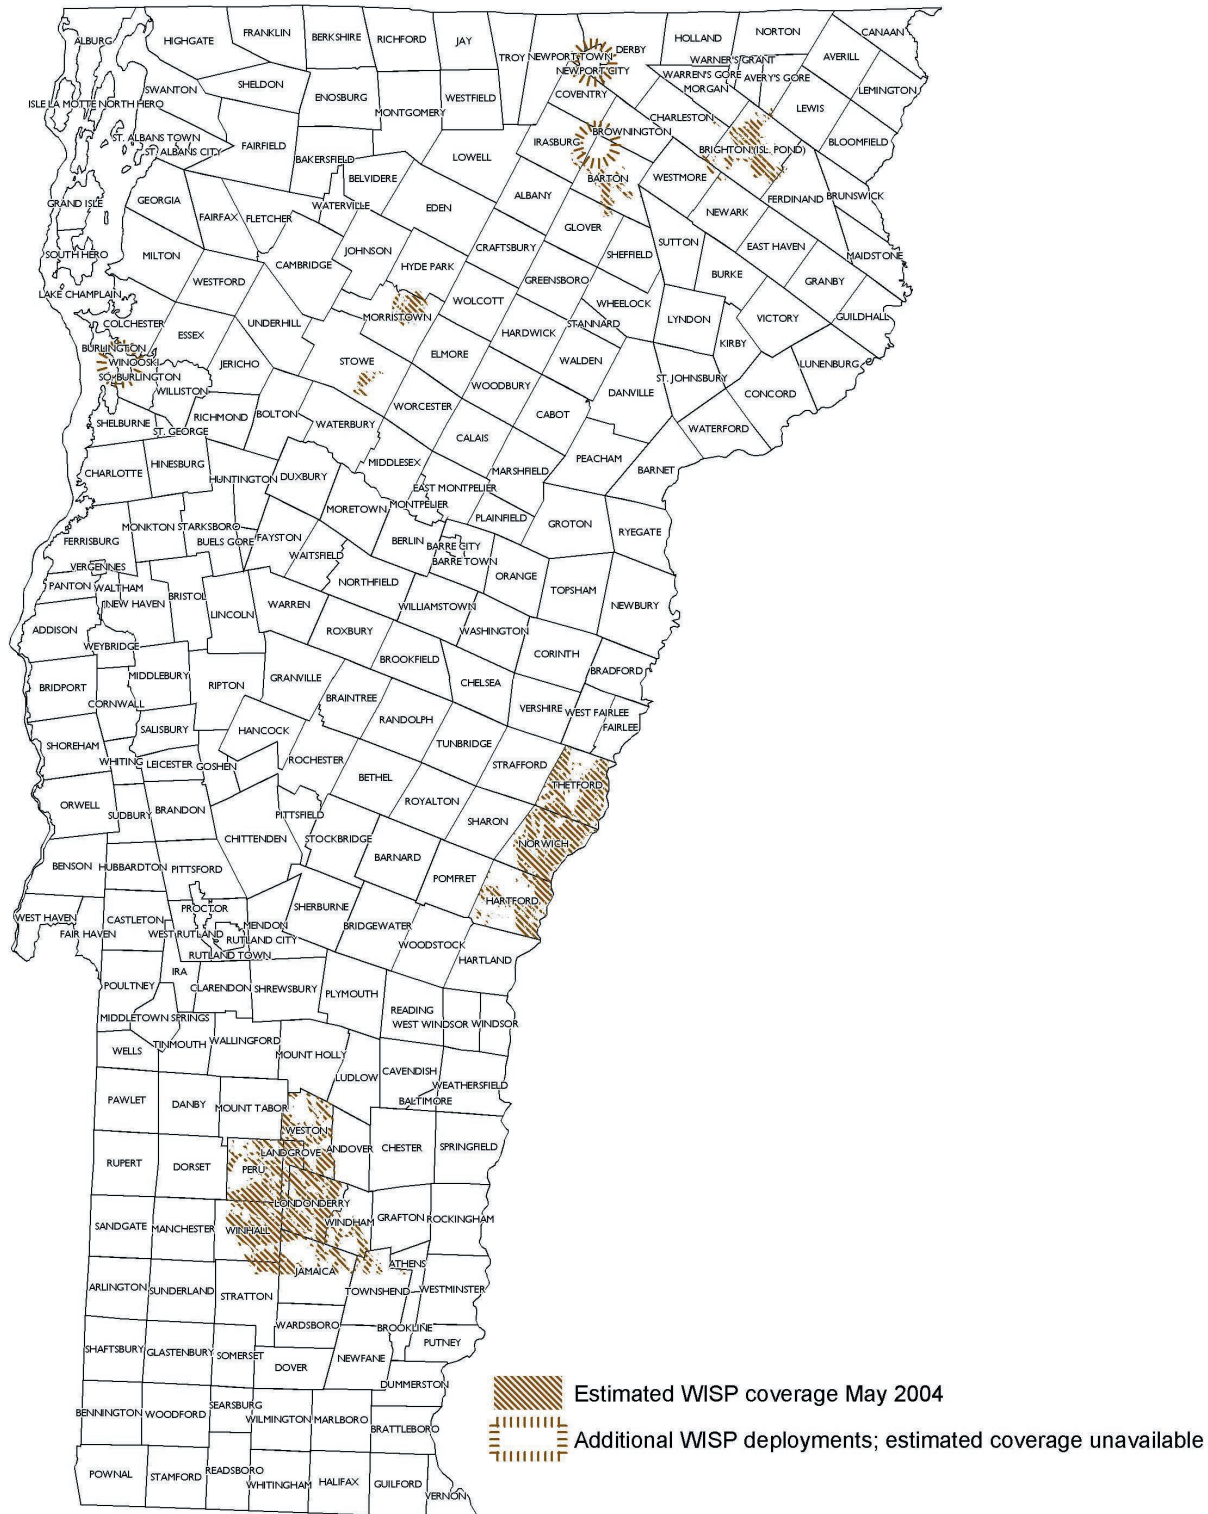 ALBURG
HIGHGATE
FRANKLIN
BERKSHIRE
RICHFORD
JAY
TROY
NEWPORT TOWN
DERBY
HOLLAND
NORTON
CANAAN
NEWPORT CITY
WARNER'S GRANT
AVERILL
WARREN'S GORE
AVERY'S GORE
MORGAN
LEMINGTON
SWANTON
SHELDON
ENOSBURG
MONTGOMERY
WESTFIELD
COVENTRY
LEWIS
ISLE LA MOTTE
NORTH HERO
CHARLESTON
BROWNINGTON
IRASBURG
BLOOMFIELD
ST. ALBANS TOWN
ST. ALBANS CITY
FAIRFIELD
BAKERSFIELD
LOWELL
BRIGHTON (ISL. POND)
BELVIDERE
BARTON
WESTMORE
GRAND ISLE
GEORGIA
FAIRFAX
FLETCHER
WATERVILLE
EDEN
ALBANY
NEWARK
FERDINAND
BRUNSWICK
GLOVER
SOUTH HERO
MILTON
JOHNSON
CRAFTSBURY
SHEFFIELD
SUTTON
EAST HAVEN
MAIDSTONE
WESTFORD
CAMBRIDGE
HYDE PARK
GREENSBORO
BURKE
GRANBY
LAKE CHAMPLAIN
WOLCOTT
WHEELOCK
COLCHESTER
ESSEX
UNDERHILL
MORRISTOWN
HARDWICK
STANNARD
LYNDON
VICTORY
GUILDHALL
BURLINGTON
WINOOSKI
KIRBY
SO. BURLINGTON
JERICHO
STOWE
ELMORE
WALDEN
LUNENBURG
WILLISTON
WOODBURY
DANVILLE
ST. JOHNSBURY
CONCORD
SHELBURNE
ST. GEORGE
RICHMOND
BOLTON
WATERBURY
WORCESTER
CABOT
WATERFORD
CALAIS
CHARLOTTE
HINESBURG
HUNTINGTON
DUXBURY
MIDDLESEX
MARSHFIELD
PEACHAM
BARNET
EAST MONTPELIER
MORETOWN
MONTPELIER
PLAINFIELD
GROTON
RYEGATE
MONKTON
STARKSBORO
FERRISBURG
BUELS GORE
FAYSTON
WAITSFIELD
BERLIN
BARRE CITY
BARRE TOWN
VERGENNES
PANTON
WALTHAM
NEW HAVEN
BRISTOL
LINCOLN
WARREN
NORTHFIELD
ORANGE
TOPSHAM
NEWBURY
WILLIAMSTOWN
ADDISON
WEYBRIDGE
ROXBURY
WASHINGTON
CORINTH
BRADFORD
BROOKFIELD
BRIDPORT
MIDDLEBURY
RIPTON
GRANVILLE
CHELSEA
CORNWALL
BRAINTREE
VERSHIRE
WEST FAIRLEE
FAIRLEE
SALISBURY
HANCOCK
RANDOLPH
SHOREHAM
WHITING
LEICESTER
GOSHEN
ROCHESTER
TUNBRIDGE
STRAFFORD
BETHEL
THETFORD
ORWELL
SUDBURY
BRANDON
PITTSFIELD
ROYALTON
SHARON
CHITTENDEN
STOCKBRIDGE
NORWICH
BENSON
HUBBARDTON
PITTSFORD
BARNARD
POMFRET
HARTFORD
PROCTOR
SHERBURNE
WEST HAVEN
FAIR HAVEN
CASTLETON
WEST RUTLAND
MENDON
RUTLAND CITY
BRIDGEWATER
RUTLAND TOWN
WOODSTOCK
HARTLAND
IRA
POULTNEY
CLARENDON
SHREWSBURY
PLYMOUTH
READING
WEST WINDSOR
WINDSOR
MIDDLETOWN SPRINGS
TINMOUTH
WALLINGFORD
WELLS
MOUNT HOLLY
LUDLOW
CAVENDISH
WEATHERSFIELD
BALTIMORE
PAWLET
DANBY
MOUNT TABOR
WESTON
LANDGROVE
ANDOVER
CHESTER
SPRINGFIELD
RUPERT
DORSET
PERU
LONDONDERRY
SANDGATE
MANCHESTER
WINHALL
WINDHAM
GRAFTON
ROCKINGHAM
ATHENS
JAMAICA
ARLINGTON
SUNDERLAND
STRATTON
TOWNSHEND
WESTMINSTER
WARDSBORO
BROOKLINE
PUTNEY
SHAFTSBURY
GLASTENBURY
SOMERSET
DOVER
NEWFANE
DUMMERSTON
BENNINGTON
WOODFORD
SEARSBURG
WILMINGTON
MARLBORO
BRATTLEBORO
POWNAL
STAMFORD
READSBORO
WHITINGHAM
HALIFAX
GUILFORD
VERNON
Estimated WISP coverage May 2004
Additional WISP deployments; estimated coverage unavailable